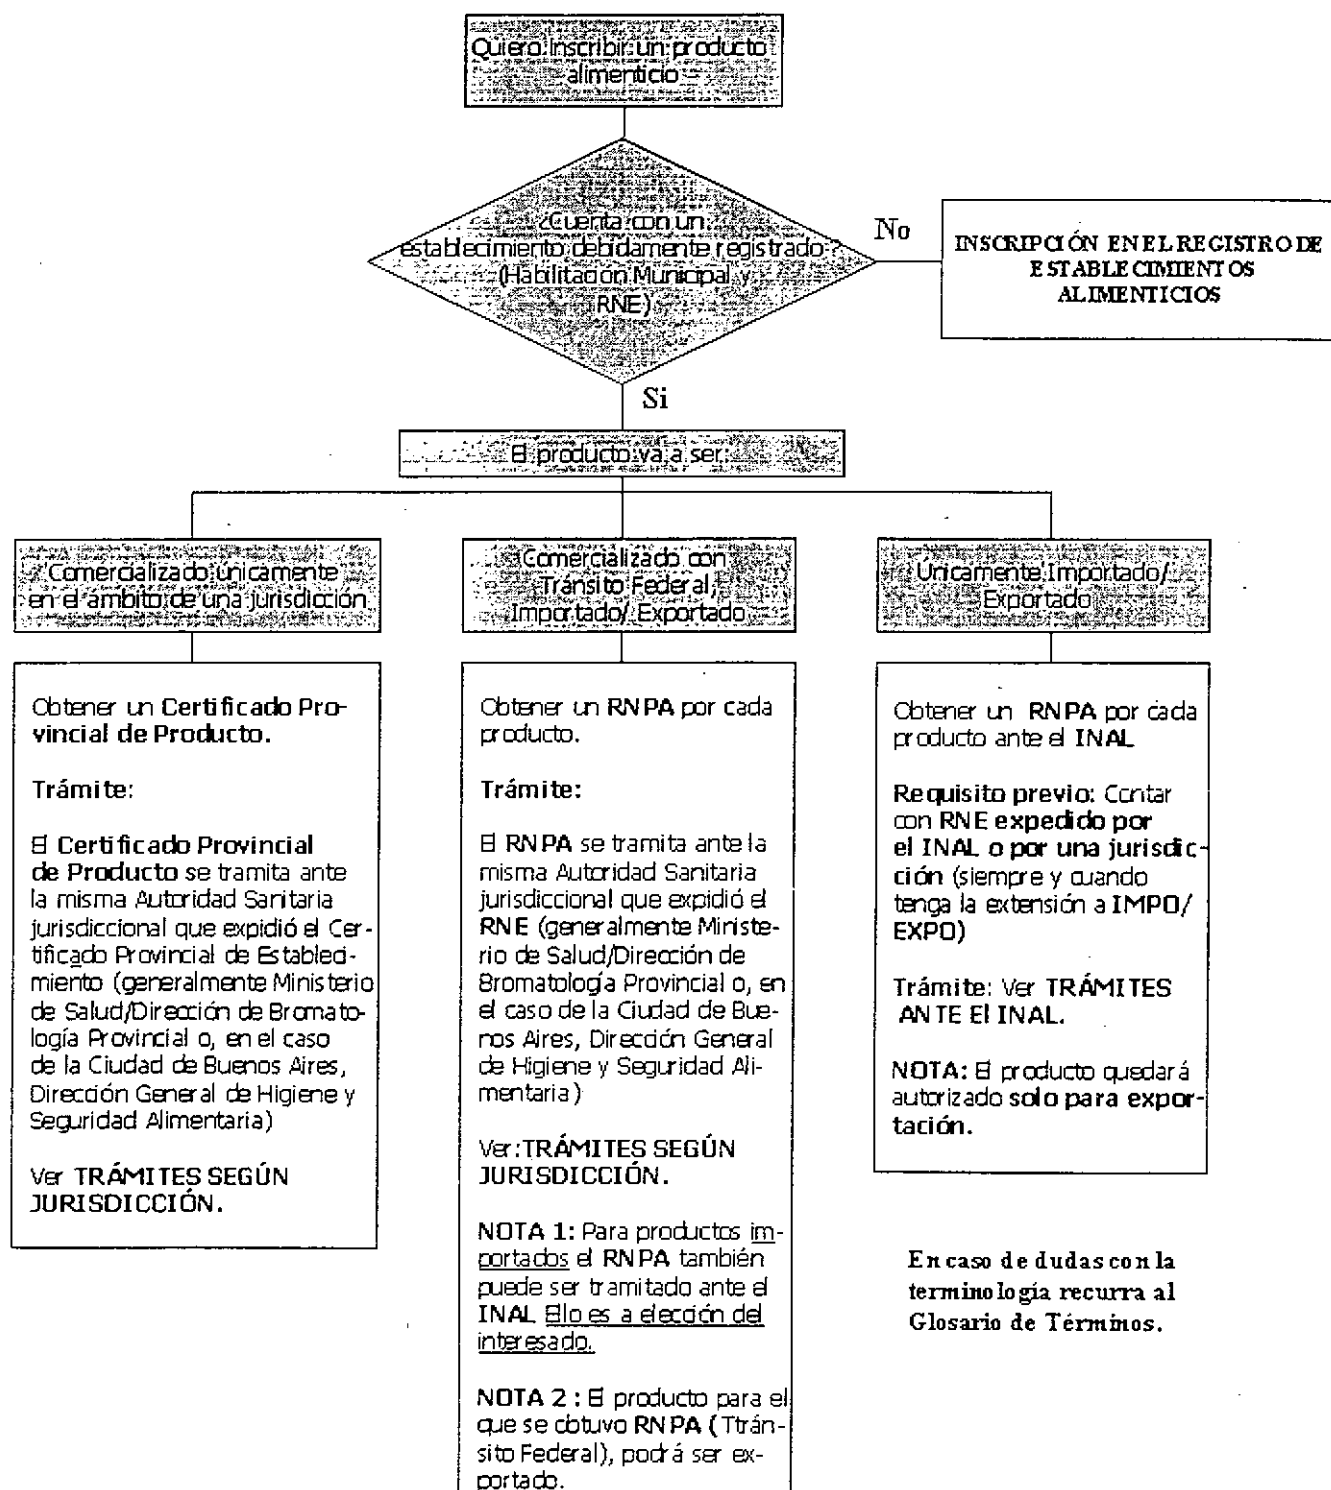 Quiero Inscribir un producto
alimenticio
¿Cuenta con un
establecimiento debidamente registrado?
(Habilitación Municipal y
RNE)
No
INSCRIPCIÓN EN EL REGISTRO DE
ESTABLECIMIENTOS
ALIMENTICIOS
Si
El producto va a ser:
Comercializado únicamente
en el ámbito de una jurisdicción
Comercializado con
Tránsito Federal,
Importado/ Exportado
Únicamente Importado/
Exportado
Obtener un Certificado Pro-
vincial de Producto.
Trámite:
El Certificado Provincial
de Producto se tramita ante
la misma Autoridad Sanitaria
jurisdiccional que expidió el Cer-
tificado Provincial de Estableci-
miento (generalmente Ministerio
de Salud/Dirección de Bromato-
logía Provincial o, en el caso
de la Ciudad de Buenos Aires,
Dirección General de Higiene y
Seguridad Alimentaria)
Ver TRÁMITES SEGÚN
JURISDICCIÓN.
Obtener un RNPA por cada
producto.
Trámite:
El RNPA se tramita ante la
misma Autoridad Sanitaria
jurisdiccional que expidió el
RNE (generalmente Ministe-
rio de Salud/Dirección de
Bromatología Provincial o, en
el caso de la Ciudad de Bue-
nos Aires, Dirección General
de Higiene y Seguridad Ali-
mentaria)
Ver:TRÁMITES SEGÚN
JURISDICCIÓN.
NOTA 1: Para productos im-
portados el RNPA también
puede ser tramitado ante el
INAL Ello es a elección del
interesado.
NOTA 2 : El producto para el
que se obtuvo RNPA (Ttrán-
sito Federal), podrá ser ex-
portado.
Obtener un RNPA por cada
producto ante el INAL
Requisito previo: Contar
con RNE expedido por
el INAL o por una jurisdic-
ción (siempre y cuando
tenga la extensión a IMPO/
EXPO)
Trámite: Ver TRÁMITES
ANTE El INAL.
NOTA: El producto quedará
autorizado solo para expor-
tación.
En caso de dudas con la
terminología recurra al
Glosario de Términos.